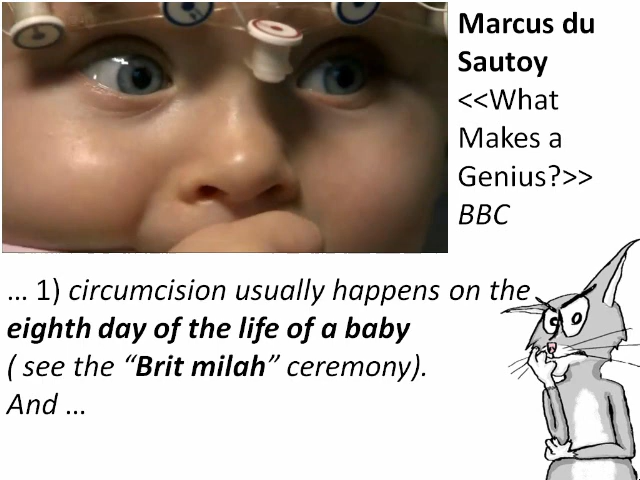 Marcus du
Sautoy
<<What
Makes a
Genius?>>
BBC
... 1) circumcision usually happens on the
eighth day of the life of a baby
( see the “Brit milah” ceremony).
And ...